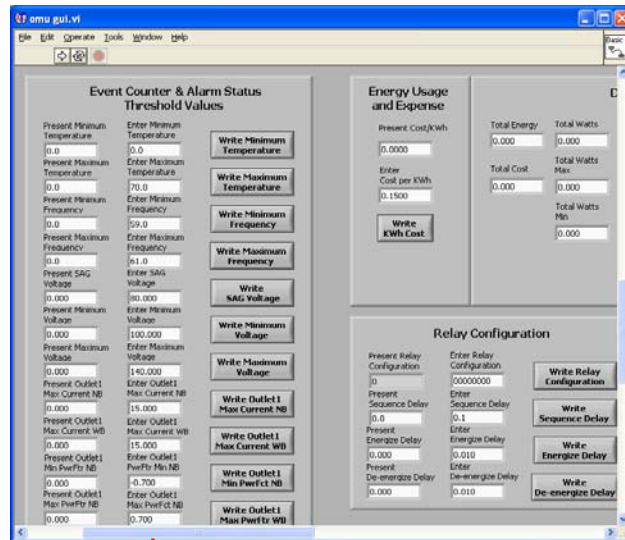 omu gui.vi
File Edit Operate Tools Window Help
Basic
Event Counter & Alarm Status
Threshold Values
Present Minimum
Temperature
0.0
Enter Minimum
Temperature
0.0
Write Minimum
Temperature
Present Maximum
Temperature
0.0
Enter Maximum
Temperature
70.0
Write Maximum
Temperature
Present Minimum
Frequency
0.0
Enter Minimum
Frequency
59.0
Write Minimum
Frequency
Present Maximum
Frequency
0.0
Enter Maximum
Frequency
61.0
Write Maximum
Frequency
Present SAG
Voltage
0.000
Enter SAG
Voltage
80.000
Write
SAG Voltage
Present Minimum
Voltage
0.000
Enter Minimum
Voltage
100.000
Write Minimum
Voltage
Present Maximum
Voltage
0.000
Enter Maximum
Voltage
140.000
Write Maximum
Voltage
Present Outlet1
Max Current NB
0.000
Enter Outlet1
Max Current NB
15.000
Write Outlet1
Max Current NB
Present Outlet1
Max Current WB
0.000
Enter Outlet1
Max Current WB
15.000
Write Outlet1
Max Current WB
Present Outlet1
Min PwrFtr NB
0.000
Enter Outlet1
PwrFtr Min NB
-0.700
Write Outlet1
Min PwrFct NB
Present Outlet1
Max PwrFtr NB
0.000
Enter Outlet1
Max PwrFct NB
0.700
Write Outlet1
Max PwrFtr WB
Energy Usage
and Expense
Present Cost/KWh
0.0000
Enter
Cost per KWh
0.1500
Write
KWh Cost
D
Total Energy
0.000
Total Watts
0.000
Total Cost
0.000
Total Watts
Max
0.000
Total Watts
Min
0.000
Relay Configuration
Present Relay
Configuration
0
Enter Relay
Configuration
00000000
Write Relay
Configuration
Present
Sequence Delay
0.0
Enter
Sequence Delay
0.1
Write
Sequence Delay
Present
Energize Delay
0.000
Enter
Energize Delay
0.010
Write
Energize Delay
Present
De-energize Delay
0.000
Enter
De-energize Delay
0.010
Write
De-energize Delay